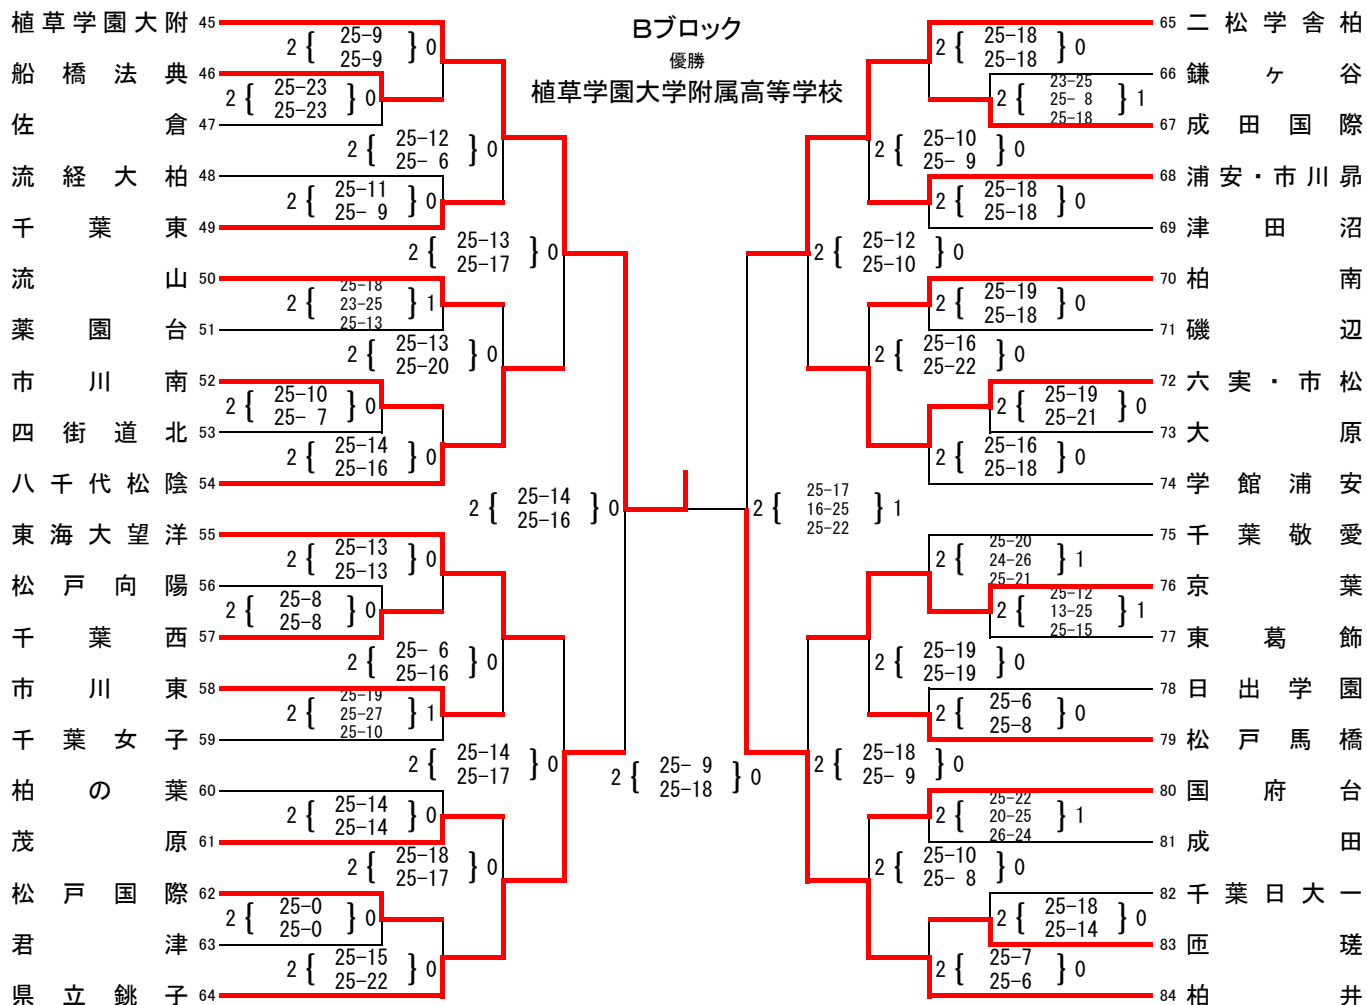 Bブロック
優勝
植草学園大学附属高等学校
植草学園大附 45
2 { 25-9 25-9 } 0
船橋法典 46
2 { 25-23 25-23 } 0
佐倉 47
2 { 25-12 25- 6 } 0
流経大柏 48
2 { 25-11 25- 9 } 0
千葉東 49
2 { 25-13 25-17 } 0
流山 50
2 { 25-18 23-25 25-13 } 1
薬園台 51
2 { 25-13 25-20 } 0
市川南 52
2 { 25-10 25- 7 } 0
四街道北 53
2 { 25-14 25-16 } 0
八千代松陰 54
2 { 25-14 25-16 } 0
東海大望洋 55
2 { 25-13 25-13 } 0
松戸向陽 56
2 { 25-8 25-8 } 0
千葉西 57
2 { 25- 6 25-16 } 0
市川東 58
2 { 25-19 25-27 25-10 } 1
千葉女子 59
2 { 25-14 25-17 } 0
柏の葉 60
2 { 25-14 25-14 } 0
茂原 61
2 { 25-18 25-17 } 0
松戸国際 62
2 { 25-0 25-0 } 0
君津 63
2 { 25-15 25-22 } 0
県立銚子 64
2 { 25- 9 25-18 } 0
65 二松学舎柏
2 { 25-18 25-18 } 0
66 鎌ヶ谷
2 { 23-25 25- 8 25-18 } 1
67 成田国際
2 { 25-10 25- 9 } 0
68 浦安・市川昴
2 { 25-18 25-18 } 0
69 津田沼
2 { 25-12 25-10 } 0
70 柏南
2 { 25-19 25-18 } 0
71 磯辺
2 { 25-16 25-22 } 0
72 六実・市松
2 { 25-19 25-21 } 0
73 大原
2 { 25-16 25-18 } 0
74 学館浦安
2 { 25-17 16-25 25-22 } 1
75 千葉敬愛
2 { 25-20 24-26 25-21 } 1
76 京葉
2 { 25-12 13-25 25-15 } 1
77 東葛飾
2 { 25-19 25-19 } 0
78 日出学園
2 { 25-6 25-8 } 0
79 松戸馬橋
2 { 25-18 25- 9 } 0
80 国府台
2 { 25-22 20-25 26-24 } 1
81 成田
2 { 25-10 25- 8 } 0
82 千葉日大一
2 { 25-18 25-14 } 0
83 匝瑳
2 { 25-7 25-6 } 0
84 柏井